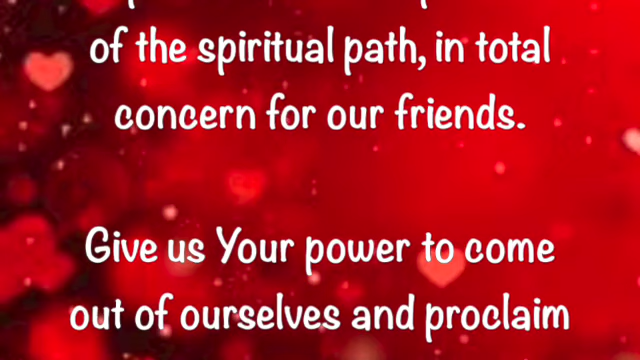 of the spiritual path, in total
concern for our friends.
Give us Your power to come
out of ourselves and proclaim